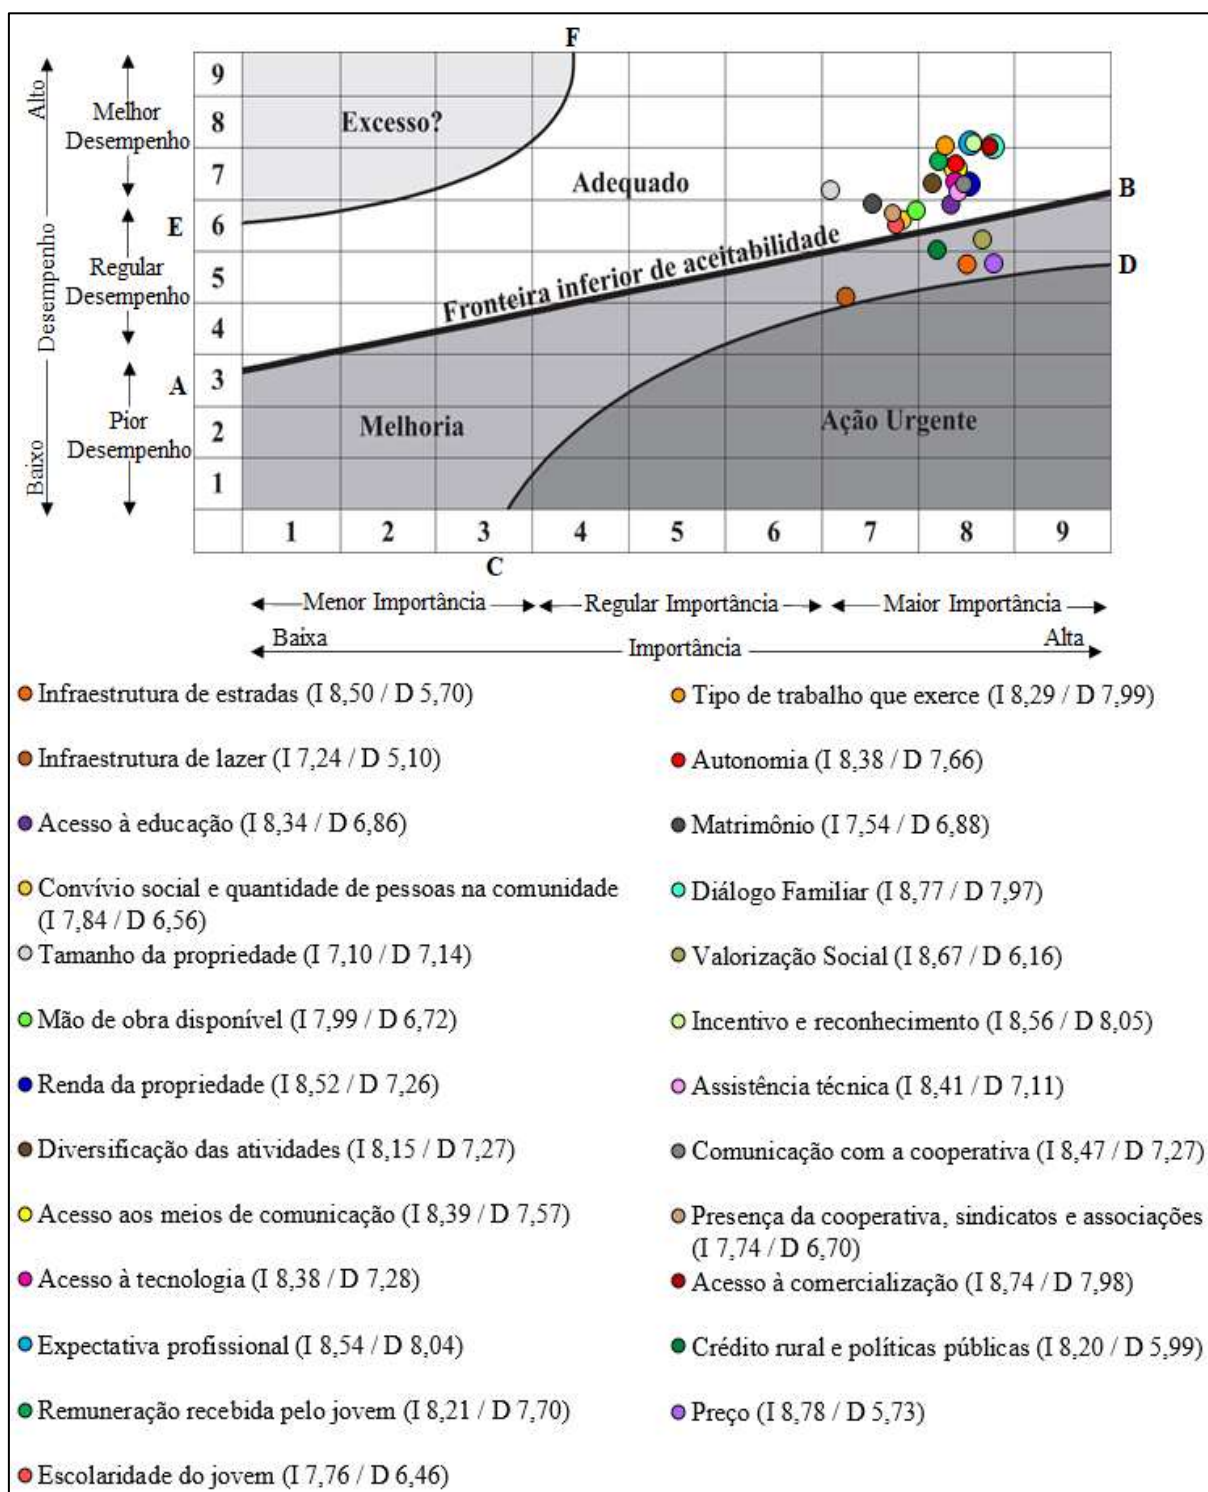 F
9
8
7
6
5
4
3
2
1
Alto
Desempenho
Baixo
Melhor
Desempenho
Regular
Desempenho
Pior
Desempenho
E
A
B
D
Excesso?
Adequado
Fronteira inferior de aceitabilidade
Melhoria
Ação Urgente
1 2 3 4 5 6 7 8 9
C
Menor Importância Regular Importância Maior Importância
Baixa Importância Alta
Infraestrutura de estradas (I 8,50 / D 5,70)
Infraestrutura de lazer (I 7,24 / D 5,10)
Acesso à educação (I 8,34 / D 6,86)
Convívio social e quantidade de pessoas na comunidade
(I 7,84 / D 6,56)
Tamanho da propriedade (I 7,10 / D 7,14)
Mão de obra disponível (I 7,99 / D 6,72)
Renda da propriedade (I 8,52 / D 7,26)
Diversificação das atividades (I 8,15 / D 7,27)
Acesso aos meios de comunicação (I 8,39 / D 7,57)
Acesso à tecnologia (I 8,38 / D 7,28)
Expectativa profissional (I 8,54 / D 8,04)
Remuneração recebida pelo jovem (I 8,21 / D 7,70)
Escolaridade do jovem (I 7,76 / D 6,46)
Tipo de trabalho que exerce (I 8,29 / D 7,99)
Autonomia (I 8,38 / D 7,66)
Matrimônio (I 7,54 / D 6,88)
Diálogo Familiar (I 8,77 / D 7,97)
Valorização Social (I 8,67 / D 6,16)
Incentivo e reconhecimento (I 8,56 / D 8,05)
Assistência técnica (I 8,41 / D 7,11)
Comunicação com a cooperativa (I 8,47 / D 7,27)
Presença da cooperativa, sindicatos e associações
(I 7,74 / D 6,70)
Acesso à comercialização (I 8,74 / D 7,98)
Crédito rural e políticas públicas (I 8,20 / D 5,99)
Preço (I 8,78 / D 5,73)